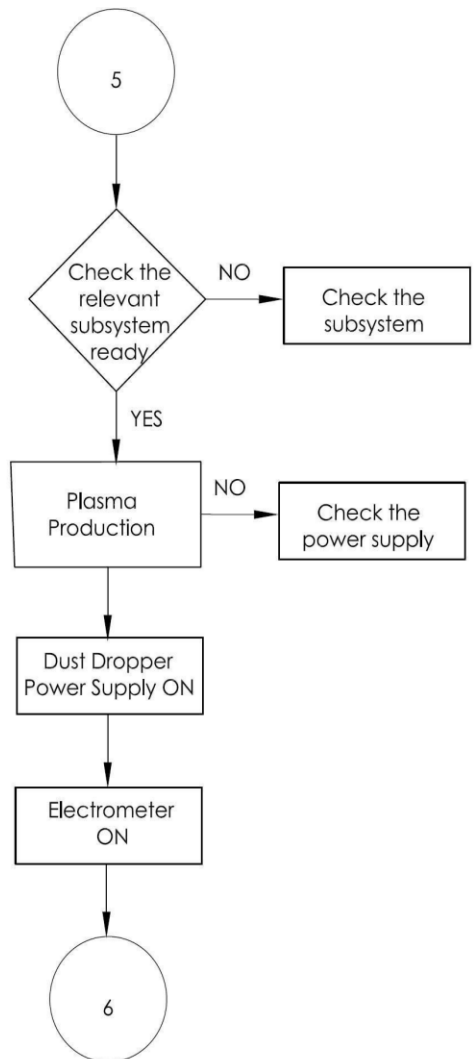 5
Check the
relevant
subsystem
ready
NO
Check the
subsystem
YES
Plasma
Production
NO
Check the
power supply
Dust Dropper
Power Supply ON
Electrometer
ON
6